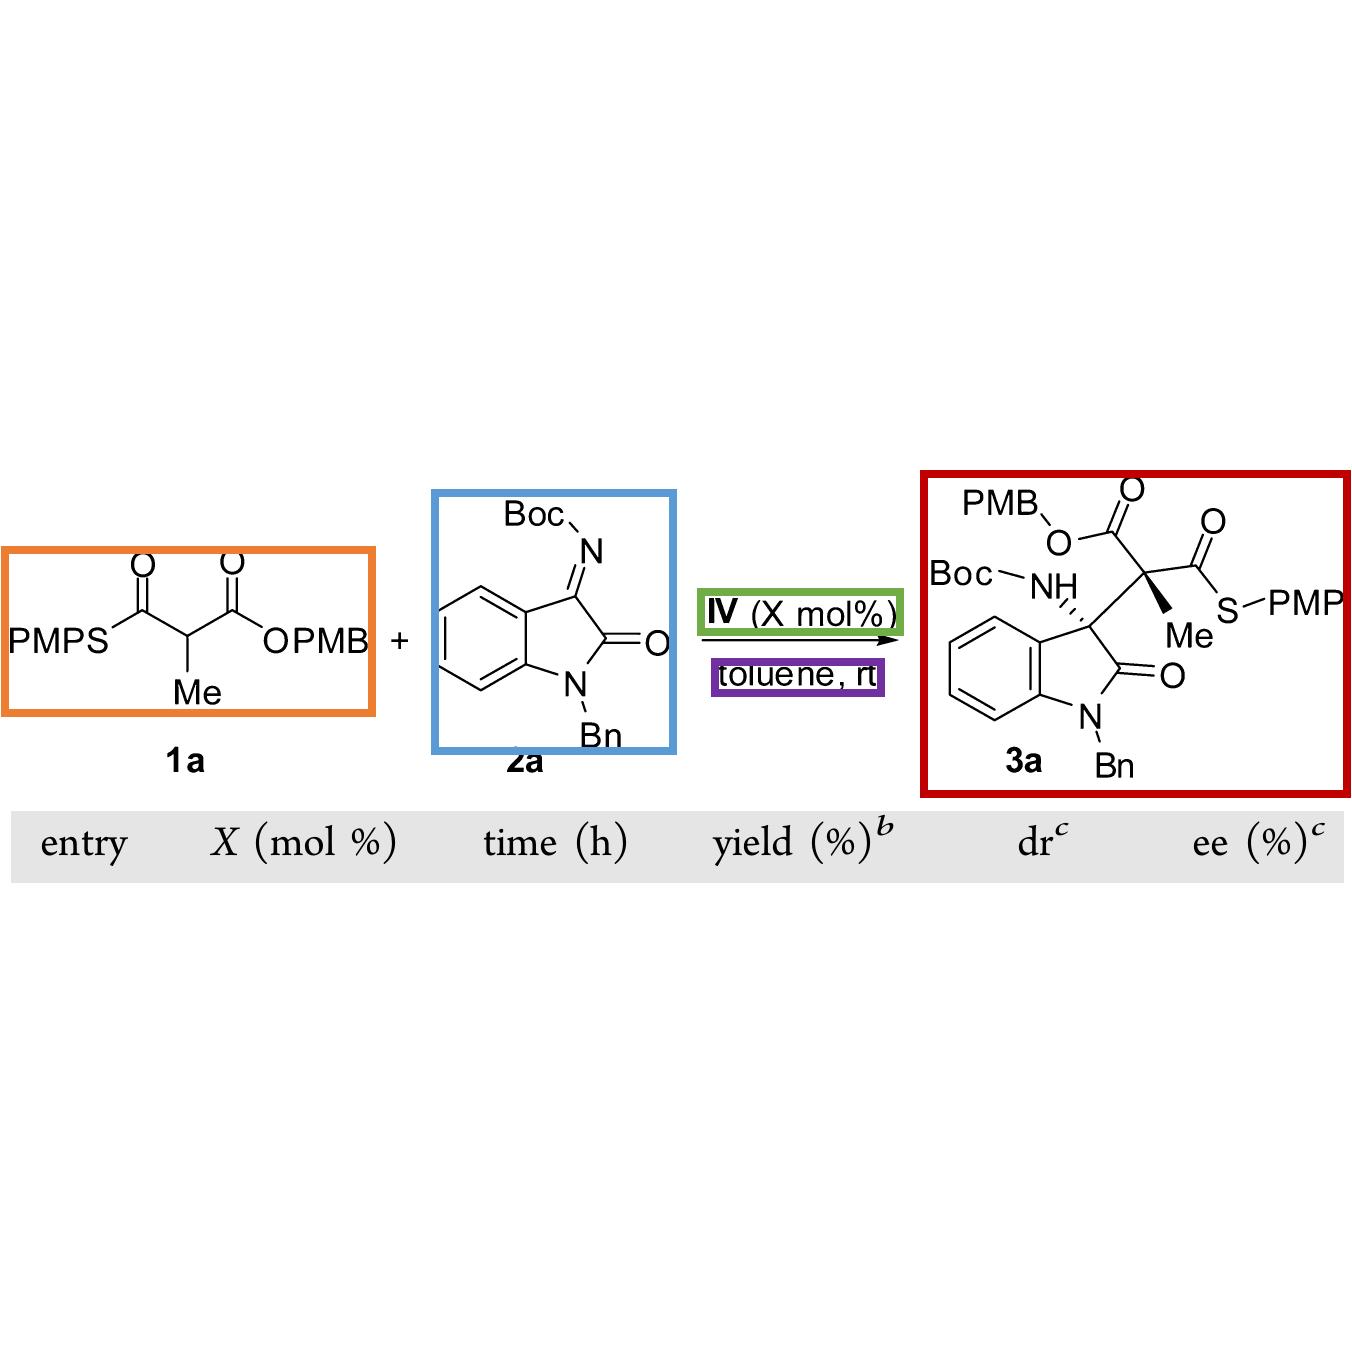 O O
PMPS OPMB
Me
1a
+
Boc
N
O
N
Bn
2a
IV (X mol%)
toluene, rt
PMB O
O O
Boc NH
S PMP
Me
O
N
Bn
3a
entry X (mol %) time (h) yield (%)b drc ee (%)c